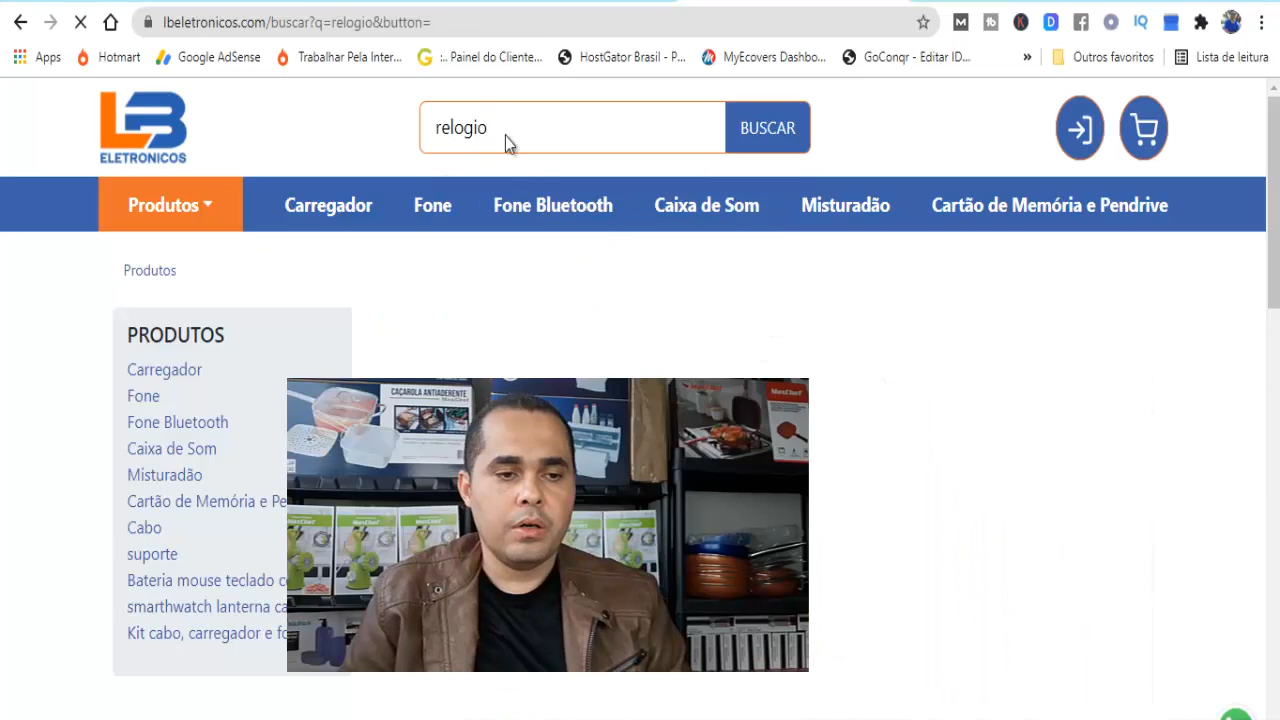 lbeletronicos.com/buscar?q=relogio&button=
Apps
Hotmart
Google AdSense
Trabalhar Pela Inter...
:.. Painel do Cliente...
HostGator Brasil - P...
MyEcovers Dashbo...
GoConqr - Editar ID...
»
Outros favoritos
Lista de leitura
LB
ELETRONICOS
relogio
BUSCAR
Produtos
Carregador
Fone
Fone Bluetooth
Caixa de Som
Misturadão
Cartão de Memória e Pendrive
Produtos
PRODUTOS
Carregador
Fone
Fone Bluetooth
Caixa de Som
Misturadão
Cartão de Memória e Pe
Cabo
suporte
Bateria mouse teclado c
smarthwatch lanterna ca
Kit cabo, carregador e fo
CAÇAROLA ANTIADERENTE